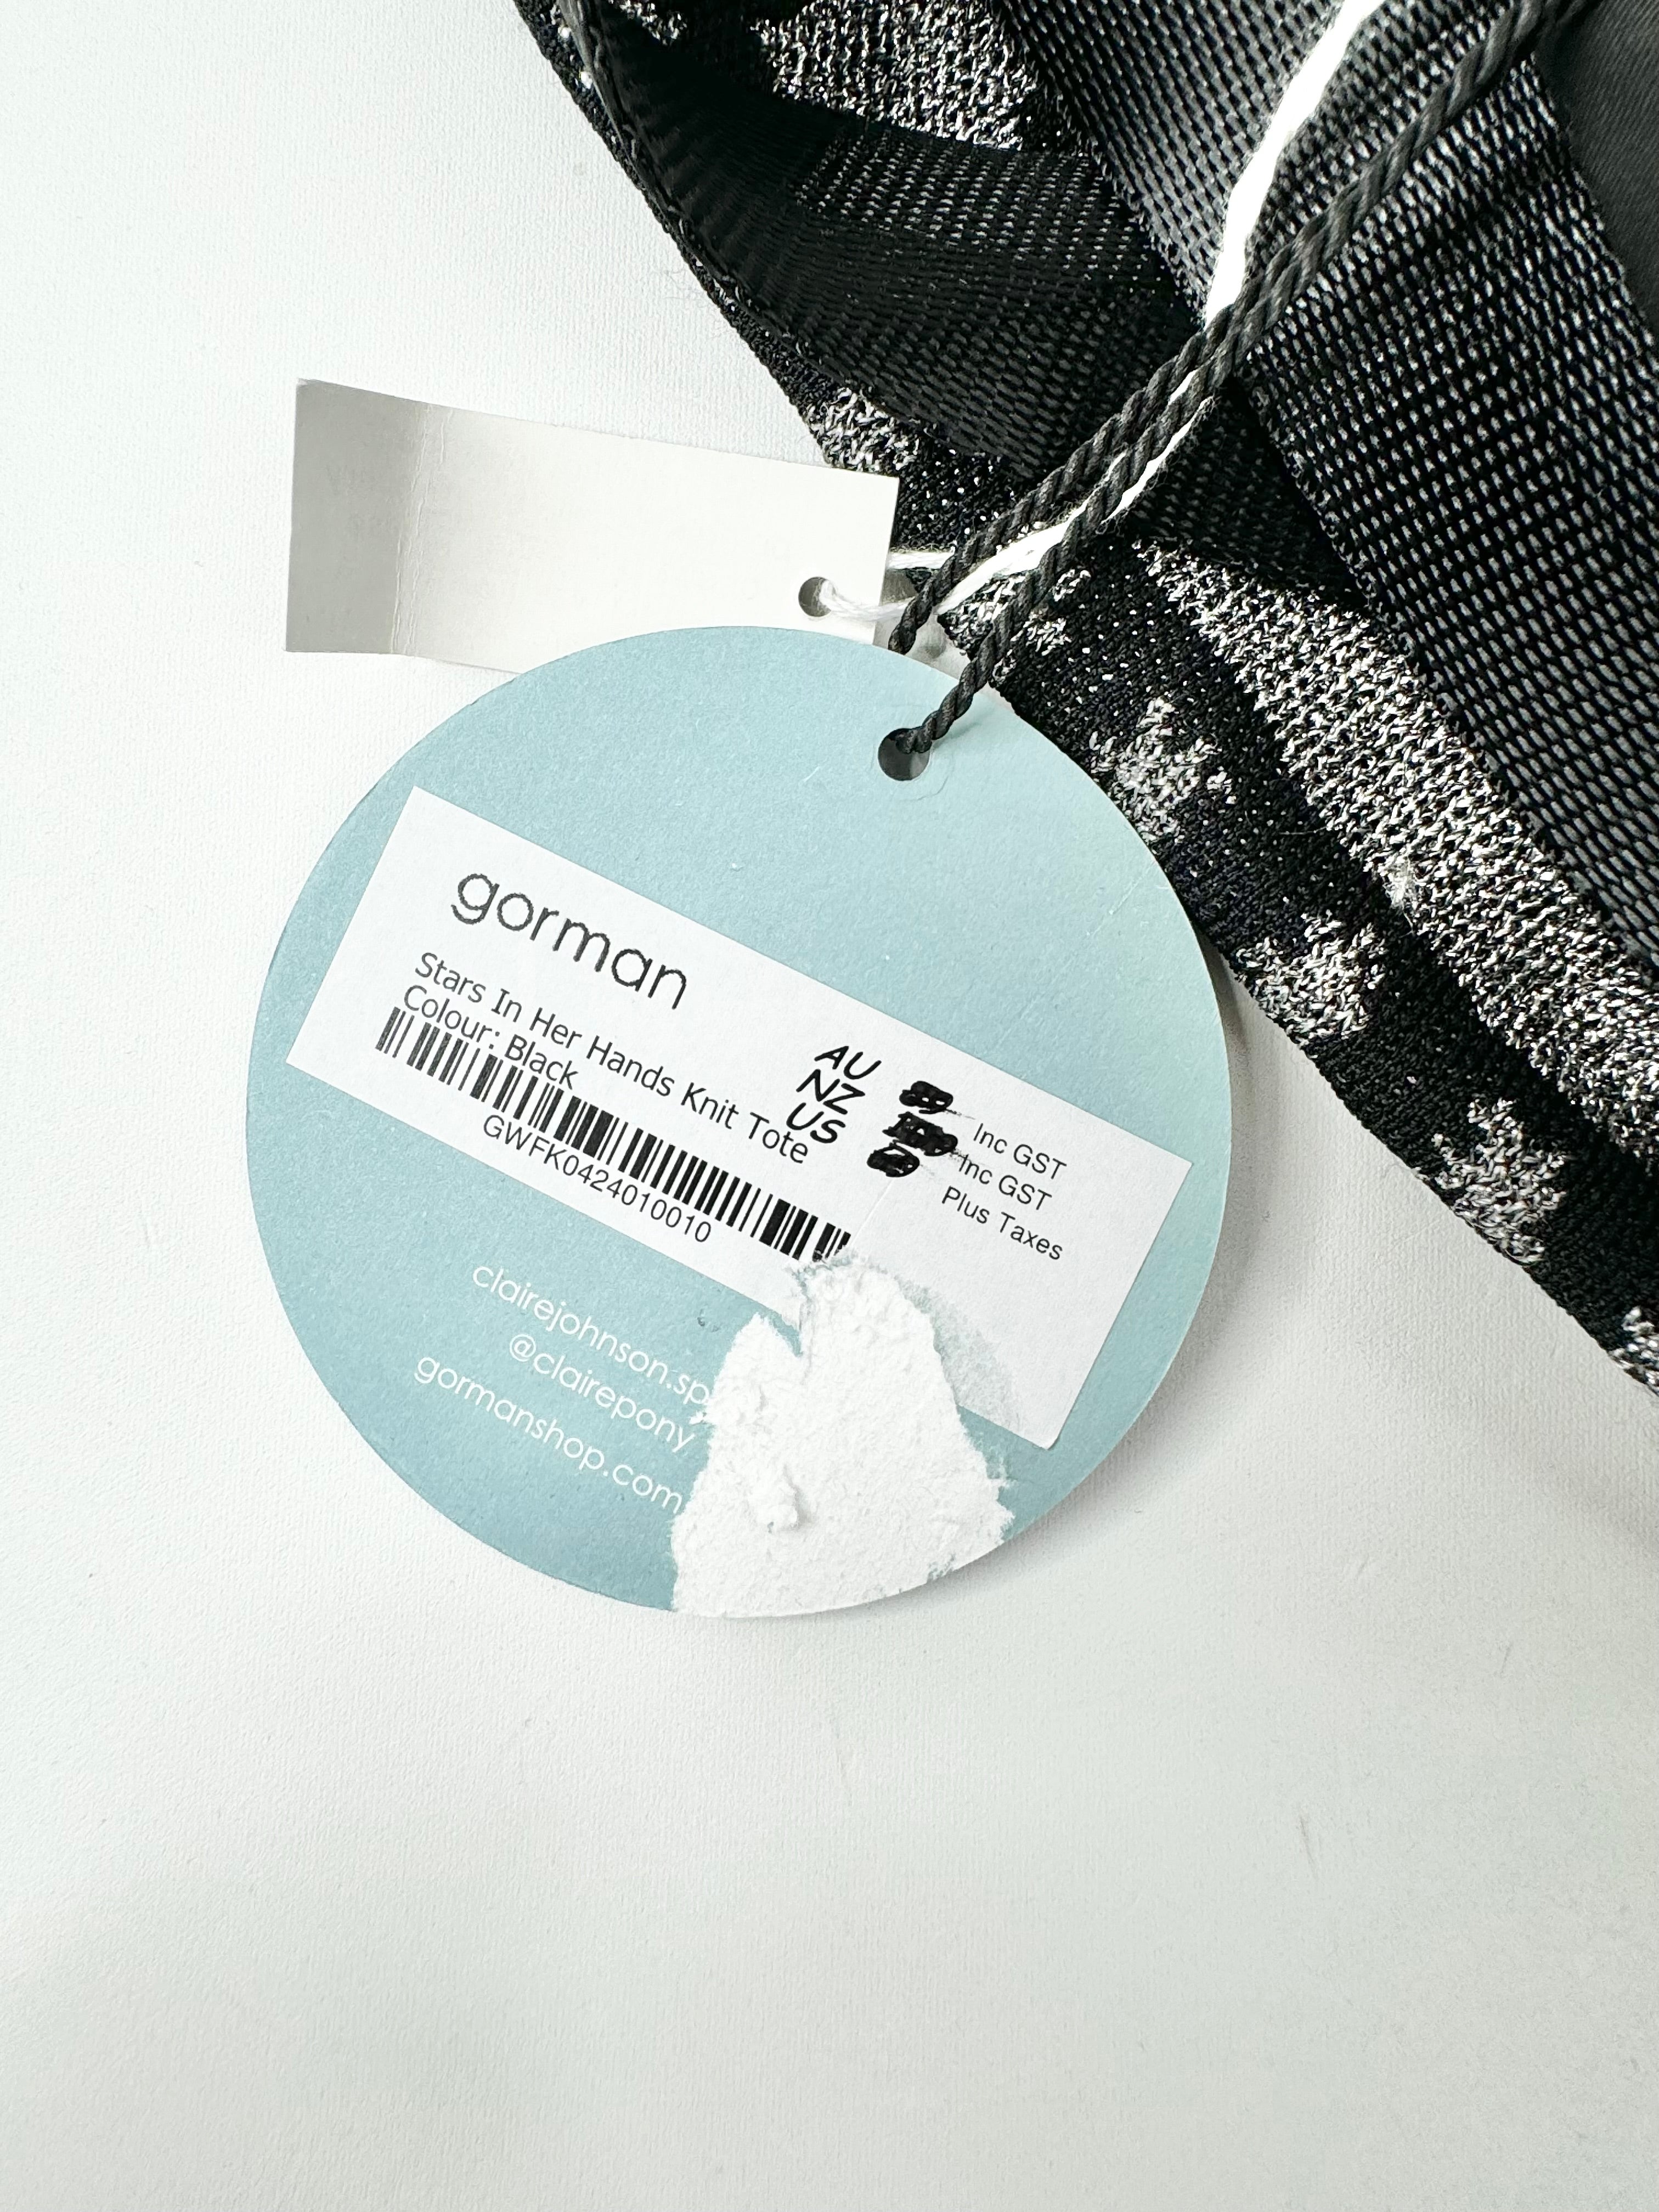 gorman
Stars In Her Hands Knit Tote
Colour: Black
GWFK0424010010
AU Inc GST
NZ Inc GST
US Plus Taxes
clairejohnson.sp
@clairepony
gormanshop.com